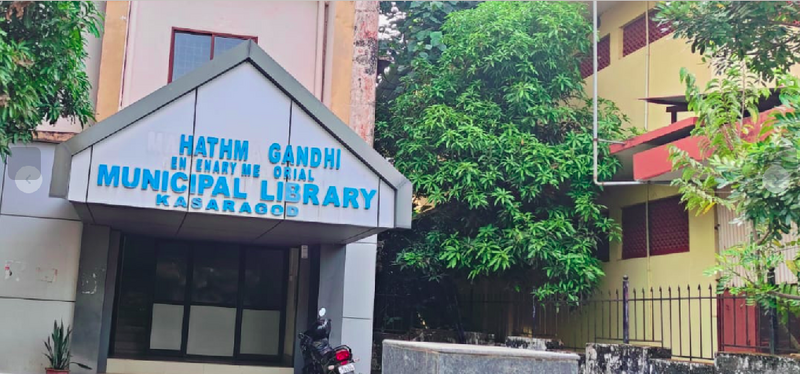 HATHM GANDHI
EN ENARY ME ORIAL
MUNICIPAL LIBRARY
KASARAGOD